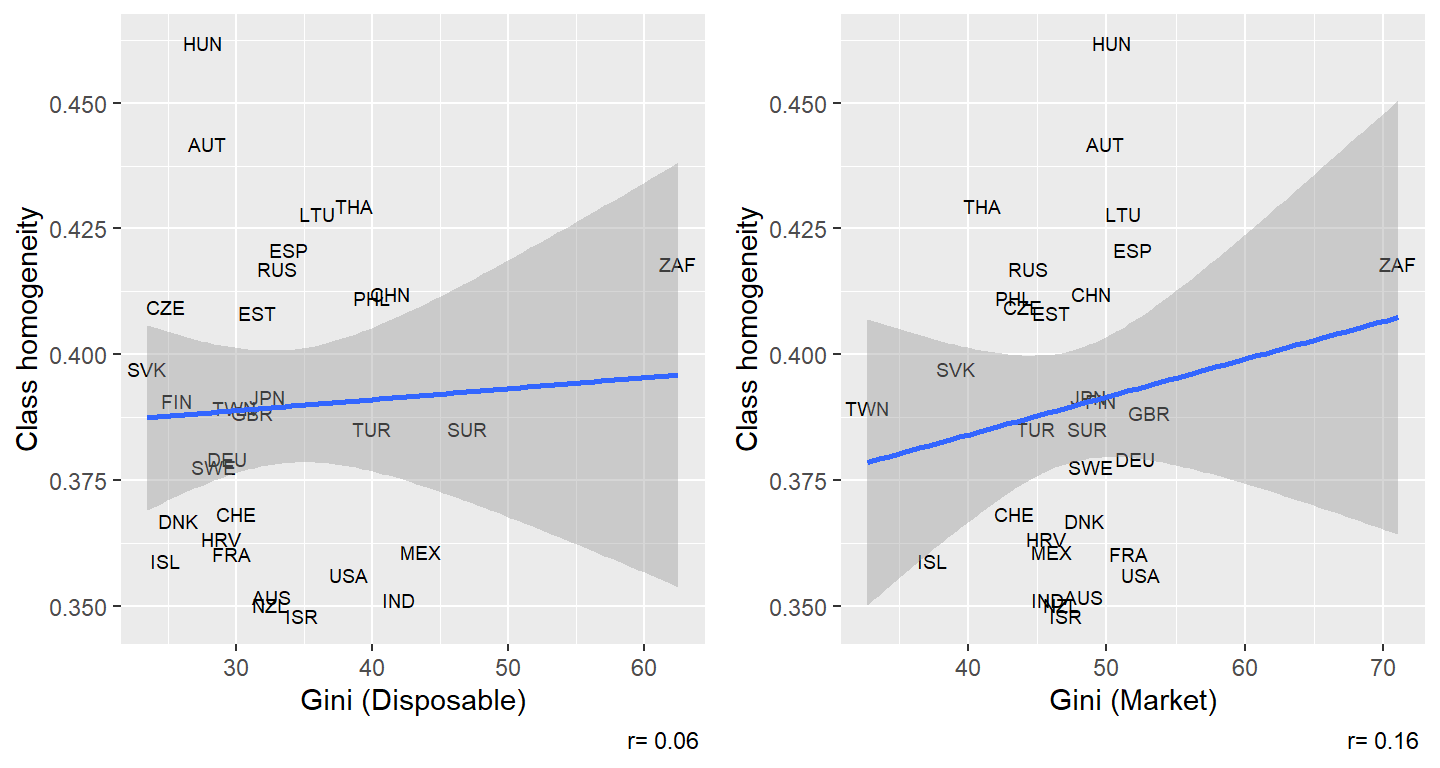 HUN
AUT
THA
LTU
ESP
RUS
ZAF
CHN
PHL
CZE
EST
SVK
JPN
FIN
TWN
GBR
TUR
SUR
DEU
SWE
CHE
DNK
HRV
FRA
MEX
ISL
USA
AUS
IND
NZL
ISR
0.450
0.425
0.400
0.375
0.350
Class homogeneity
30 40 50 60
Gini (Disposable)
r= 0.06
HUN
AUT
THA
LTU
ESP
RUS
ZAF
CHN
PHL
CZE
EST
SVK
JPN
FIN
TWN
GBR
TUR
SUR
DEU
SWE
CHE
DNK
HRV
MEX
FRA
ISL
USA
AUS
IND
NZL
ISR
0.450
0.425
0.400
0.375
0.350
Class homogeneity
40 50 60 70
Gini (Market)
r= 0.16